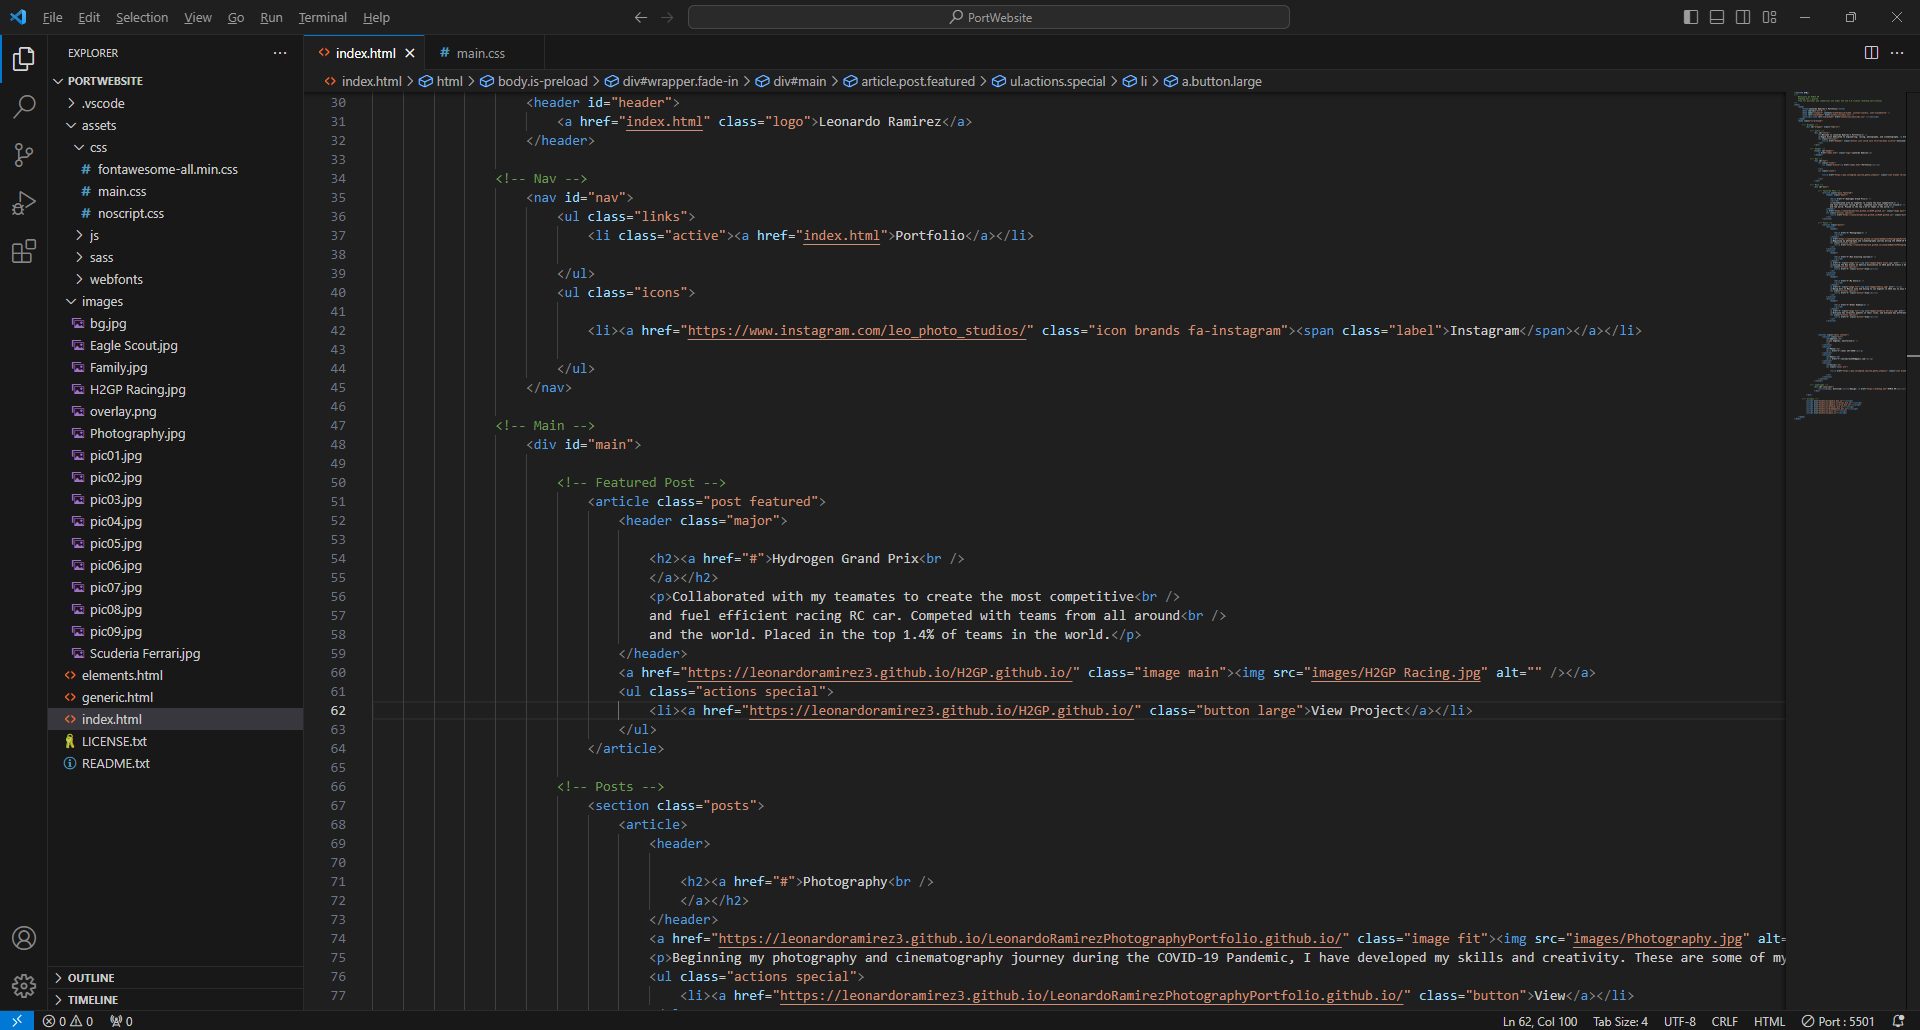 File Edit Selection View Go Run Terminal Help
PortWebsite
EXPLORER
PORTWEBSITE
.vscode
assets
css
# fontawesome-all.min.css
# main.css
# noscript.css
js
sass
webfonts
images
bg.jpg
Eagle Scout.jpg
Family.jpg
H2GP Racing.jpg
overlay.png
Photography.jpg
pic01.jpg
pic02.jpg
pic03.jpg
pic04.jpg
pic05.jpg
pic06.jpg
pic07.jpg
pic08.jpg
pic09.jpg
Scuderia Ferrari.jpg
<> elements.html
<> generic.html
<> index.html
LICENSE.txt
README.txt
OUTLINE
TIMELINE
<> index.html # main.css
<> index.html > html > body.is-preload > div#wrapper.fade-in > div#main > article.post.featured > ul.actions.special > li > a.button.large
30 <header id="header">
31 <a href="index.html" class="logo">Leonardo Ramirez</a>
32 </header>
33
34 <!-- Nav -->
35 <nav id="nav">
36 <ul class="links">
37 <li class="active"><a href="index.html">Portfolio</a></li>
38
39 </ul>
40 <ul class="icons">
41
42 <li><a href="https://www.instagram.com/leo_photo_studios/" class="icon brands fa-instagram"><span class="label">Instagram</span></a></li>
43
44 </ul>
45 </nav>
46
47 <!-- Main -->
48 <div id="main">
49
50 <!-- Featured Post -->
51 <article class="post featured">
52 <header class="major">
53
54 <h2><a href="#">Hydrogen Grand Prix<br />
55 </a></h2>
56 <p>Collaborated with my teamates to create the most competitive<br />
57 and fuel efficient racing RC car. Competed with teams from all around<br />
58 and the world. Placed in the top 1.4% of teams in the world.</p>
59 </header>
60 <a href="https://leonardoramirez3.github.io/H2GP.github.io/" class="image main"><img src="images/H2GP Racing.jpg" alt="" /></a>
61 <ul class="actions special">
62 <li><a href="https://leonardoramirez3.github.io/H2GP.github.io/" class="button large">View Project</a></li>
63 </ul>
64 </article>
65
66 <!-- Posts -->
67 <section class="posts">
68 <article>
69 <header>
70
71 <h2><a href="#">Photography<br />
72 </a></h2>
73 </header>
74 <a href="https://leonardoramirez3.github.io/LeonardoRamirezPhotographyPortfolio.github.io/" class="image fit"><img src="images/Photography.jpg" alt=
75 <p>Beginning my photography and cinematography journey during the COVID-19 Pandemic, I have developed my skills and creativity. These are some of my
76 <ul class="actions special">
77 <li><a href="https://leonardoramirez3.github.io/LeonardoRamirezPhotographyPortfolio.github.io/" class="button">View</a></li>
0 0 0 Ln 62, Col 100 Tab Size: 4 UTF-8 CRLF HTML Port : 5501